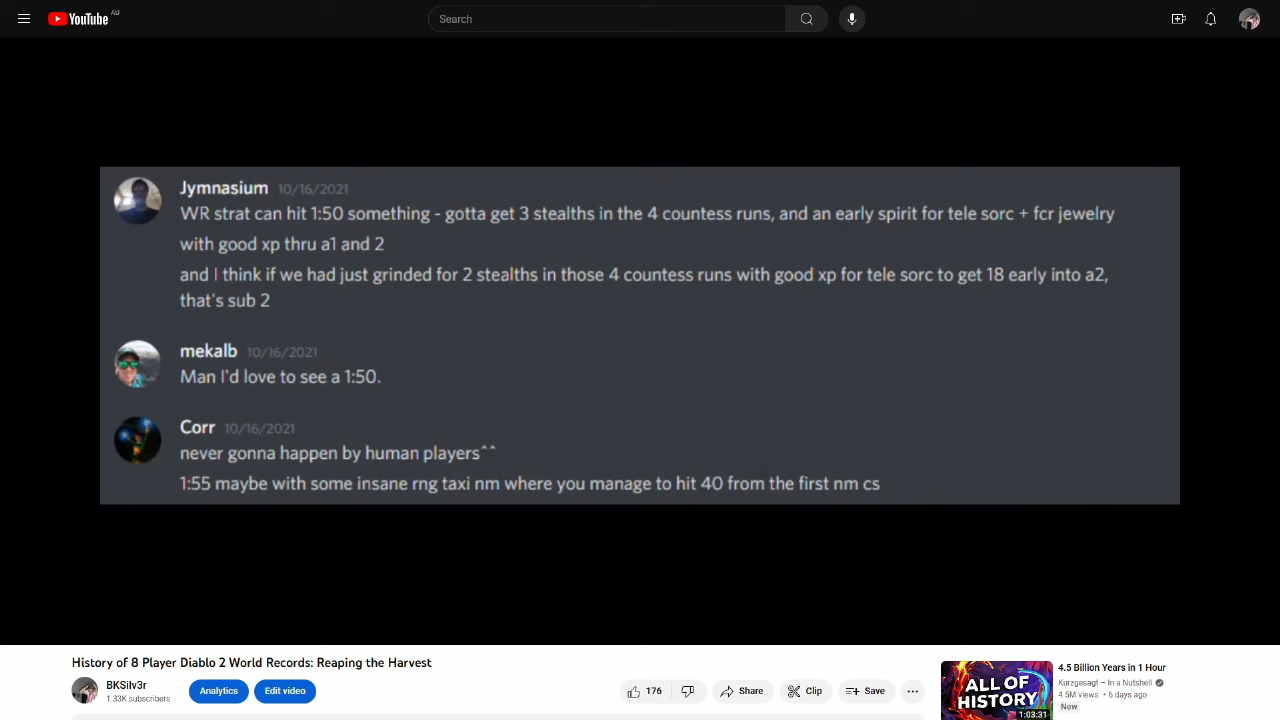 YouTube AU
Search
Jymnasium 10/16/2021
WR strat can hit 1:50 something - gotta get 3 stealths in the 4 countess runs, and an early spirit for tele sorc + fcr jewelry
with good xp thru a1 and 2
and I think if we had just grinded for 2 stealths in those 4 countess runs with good xp for tele sorc to get 18 early into a2,
that's sub 2
mekalb 10/16/2021
Man I'd love to see a 1:50.
Corr 10/16/2021
never gonna happen by human players^^
1:55 maybe with some insane rng taxi nm where you manage to hit 40 from the first nm cs
History of 8 Player Diablo 2 World Records: Reaping the Harvest
BKSilv3r
1.33K subscribers
Analytics
Edit video
176
Share
Clip
Save
ALL OF
HISTORY
1:03:31
4.5 Billion Years in 1 Hour
Kurzgesagt – In a Nutshell
4.5M views • 6 days ago
New